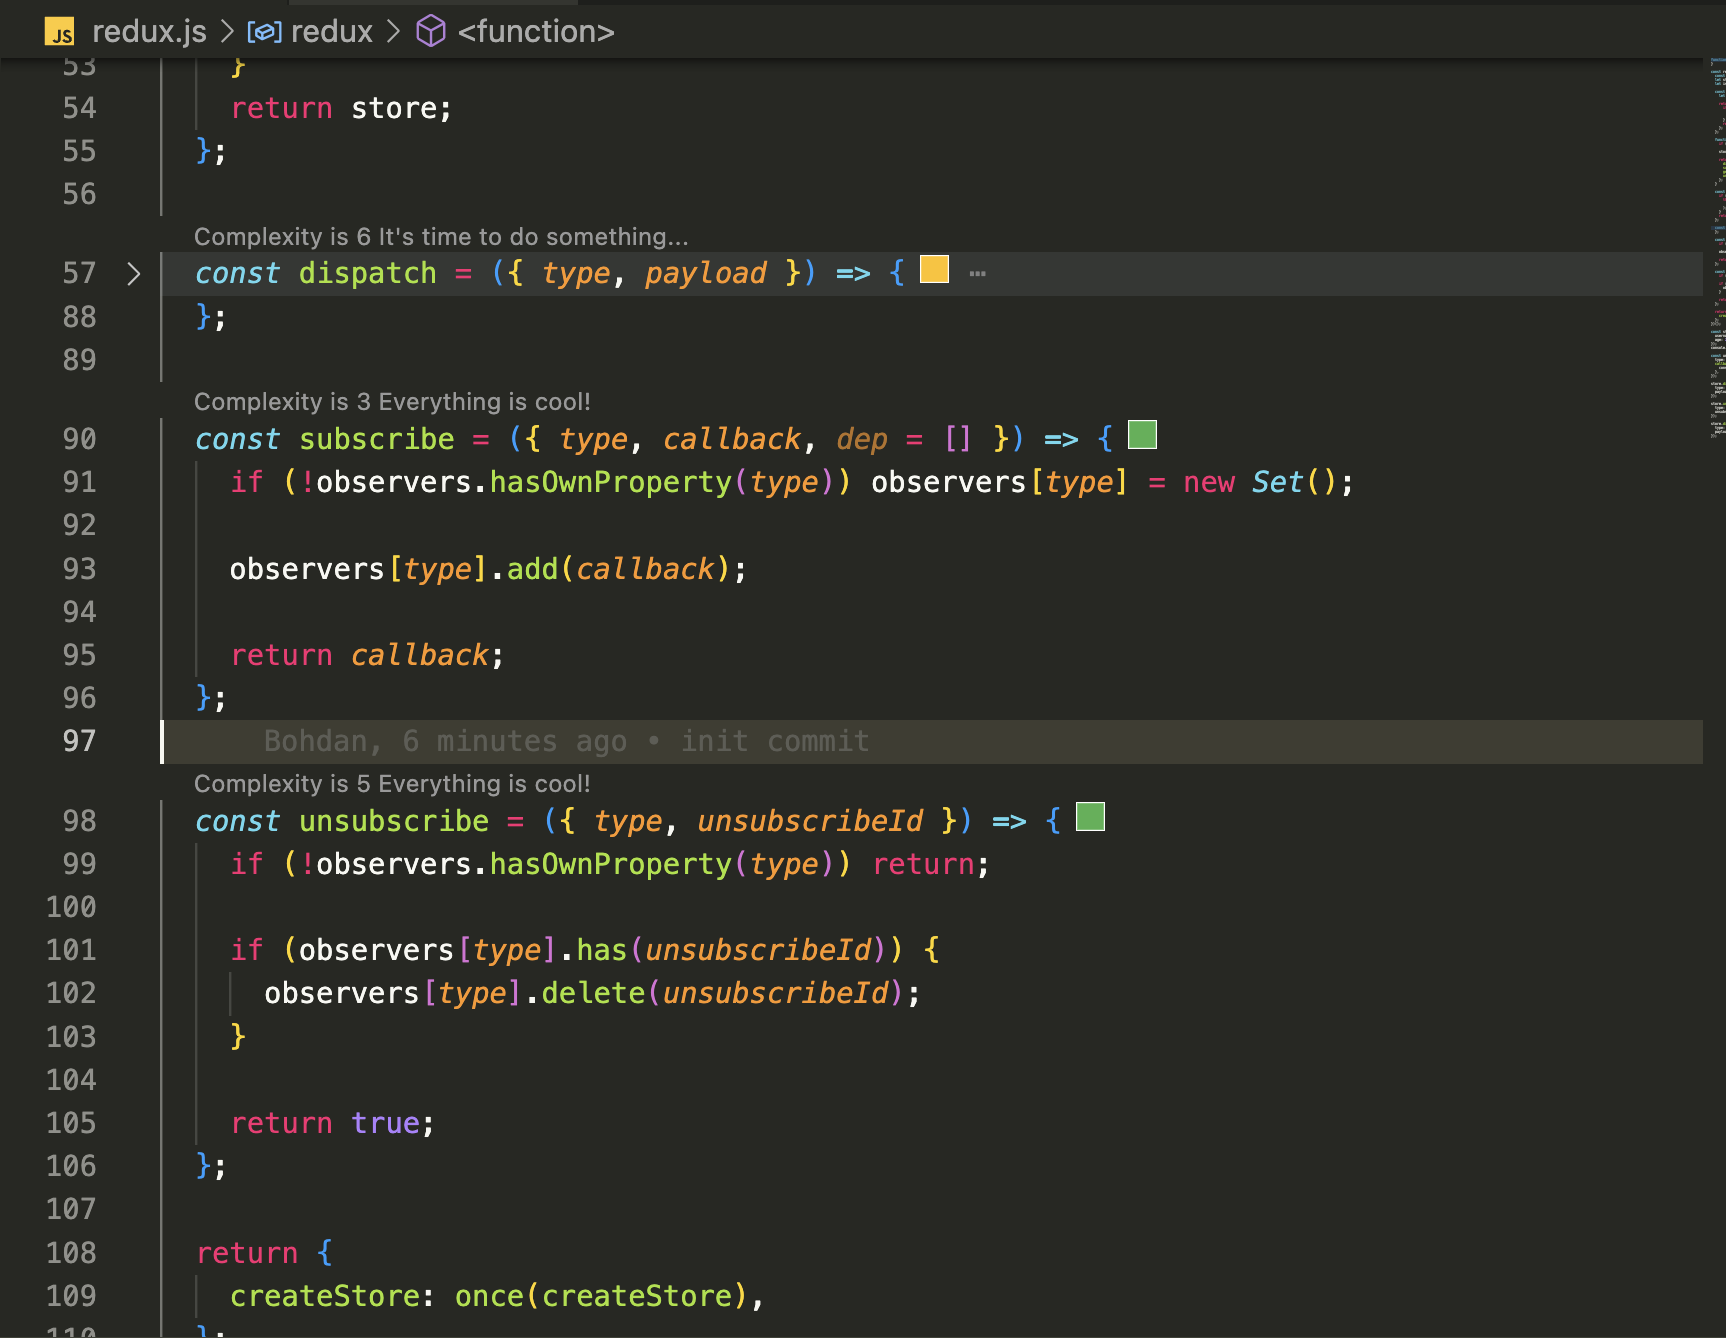 JS redux.js > redux > <function>
53 }
54 return store;
55 };
56
Complexity is 6 It's time to do something...
57 const dispatch = ({ type, payload }) => { …
88 };
89
Complexity is 3 Everything is cool!
90 const subscribe = ({ type, callback, dep = [] }) => {
91 if (!observers.hasOwnProperty(type)) observers[type] = new Set();
92
93 observers[type].add(callback);
94
95 return callback;
96 };
97 Bohdan, 6 minutes ago • init commit
Complexity is 5 Everything is cool!
98 const unsubscribe = ({ type, unsubscribeId }) => {
99 if (!observers.hasOwnProperty(type)) return;
100
101 if (observers[type].has(unsubscribeId)) {
102 observers[type].delete(unsubscribeId);
103 }
104
105 return true;
106 };
107
108 return {
109 createStore: once(createStore),
110 };